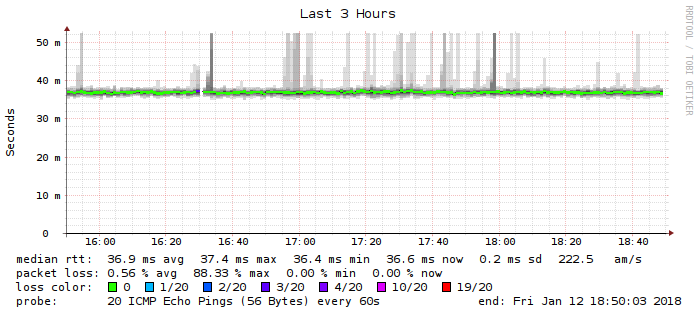 Last 3 Hours
RRDTOOL / TOBI OETIKER
Seconds
50 m
40 m
30 m
20 m
10 m
0
16:00 16:20 16:40 17:00 17:20 17:40 18:00 18:20 18:40
median rtt: 36.9 ms avg 37.4 ms max 36.4 ms min 36.6 ms now 0.2 ms sd 222.5 am/s
packet loss: 0.56 % avg 88.33 % max 0.00 % min 0.00 % now
loss color: 0 1/20 2/20 3/20 4/20 10/20 19/20
probe: 20 ICMP Echo Pings (56 Bytes) every 60s end: Fri Jan 12 18:50:03 2018